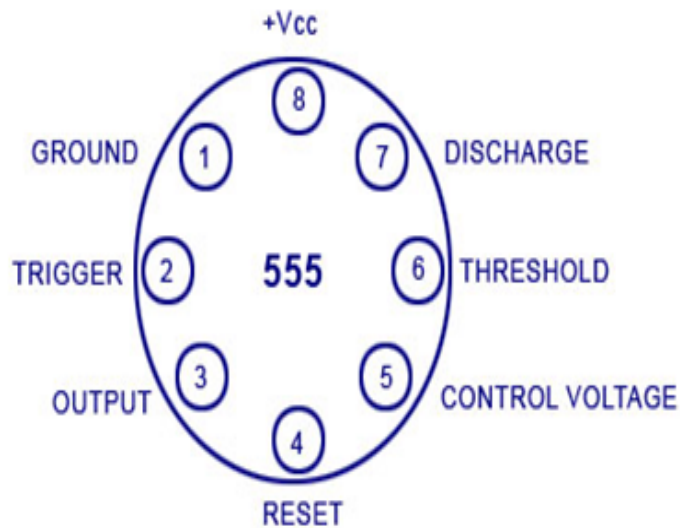 +Vcc
8
GROUND 1 7 DISCHARGE
TRIGGER 2 555 6 THRESHOLD
OUTPUT 3 5 CONTROL VOLTAGE
4
RESET